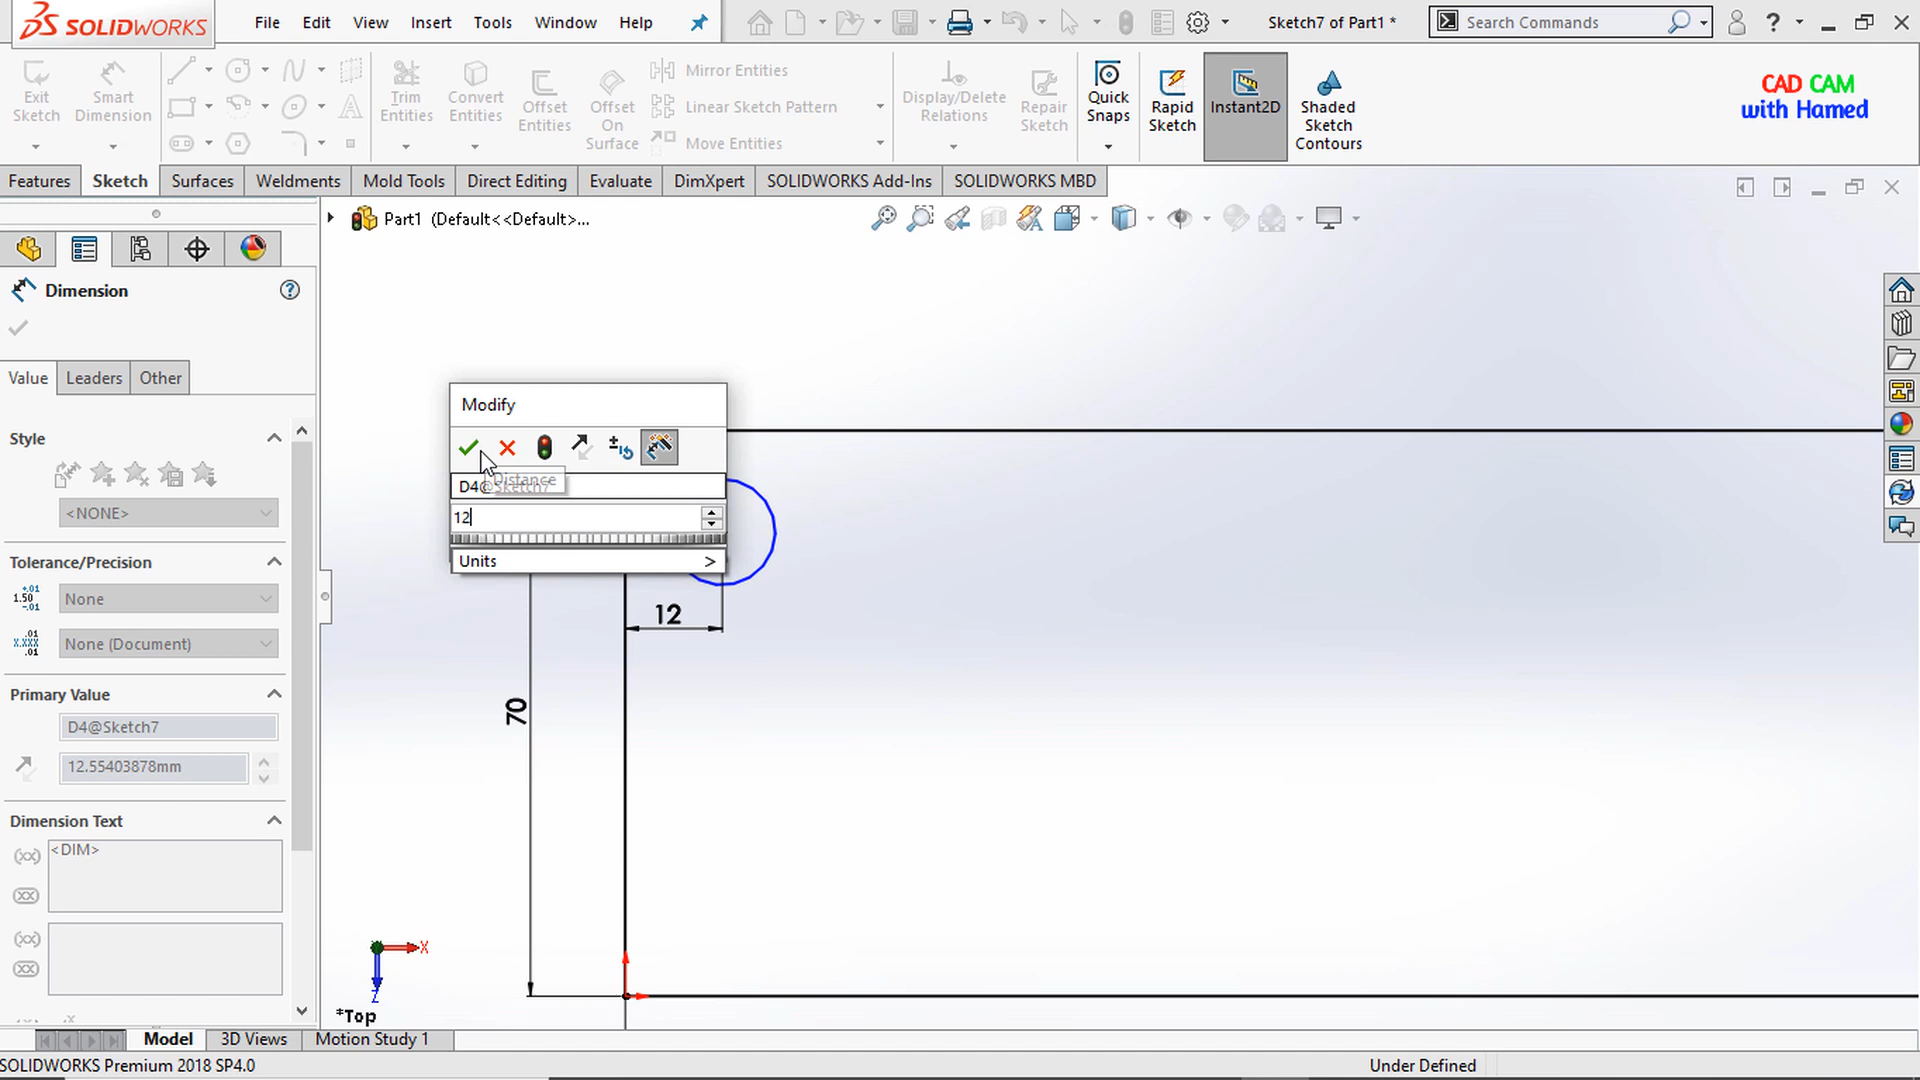 SOLIDWORKS
File Edit View Insert Tools Window Help
Sketch7 of Part1 *
Search Commands
Exit Sketch
Smart Dimension
Trim Entities
Convert Entities
Offset Entities
Offset On Surface
Mirror Entities
Linear Sketch Pattern
Move Entities
Display/Delete Relations
Repair Sketch
Quick Snaps
Rapid Sketch
Instant2D
Shaded Sketch Contours
CAD CAM
with Hamed
Features Sketch Surfaces Weldments Mold Tools Direct Editing Evaluate DimXpert SOLIDWORKS Add-Ins SOLIDWORKS MBD
Part1 (Default<<Default>...
Dimension
Value Leaders Other
Style
<NONE>
Tolerance/Precision
None
None (Document)
Primary Value
D4@Sketch7
12.55403878mm
Dimension Text
<DIM>
Modify
Distance
D4@Sketch7
12
Units >
12
70
X
Z
*Top
Model 3D Views Motion Study 1
SOLIDWORKS Premium 2018 SP4.0
Under Defined